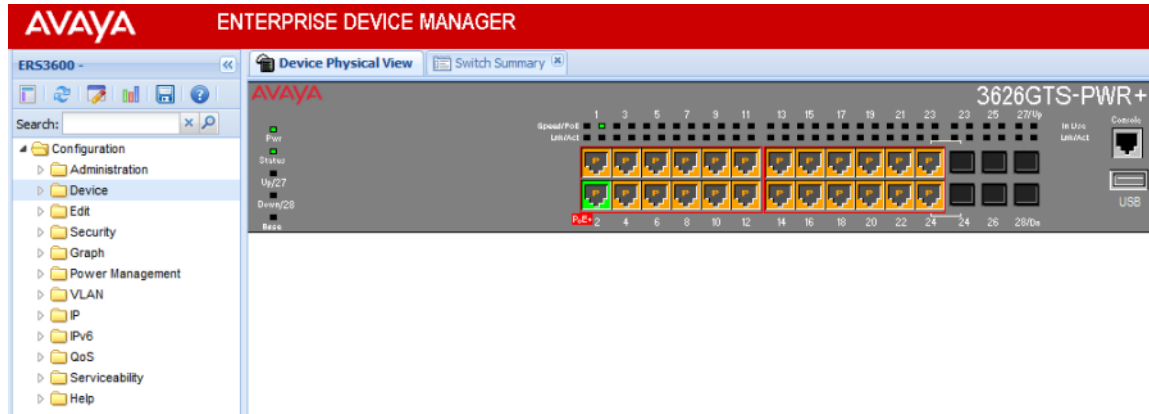 AVAYA ENTERPRISE DEVICE MANAGER
ERS3600 - «
Device Physical View Switch Summary
Search:
Configuration
Administration
Device
Edit
Security
Graph
Power Management
VLAN
IP
IPv6
QoS
Serviceability
Help
AVAYA 3626GTS-PWR+
1 3 5 7 9 11 13 15 17 19 21 23 23 25 27/Up
Speed/PoE In Use Console
Pwr Link/Act Link/Act
Status
Up/27
Down/28 USB
Base PoE+ 2 4 6 8 10 12 14 16 18 20 22 24 24 26 28/Dn